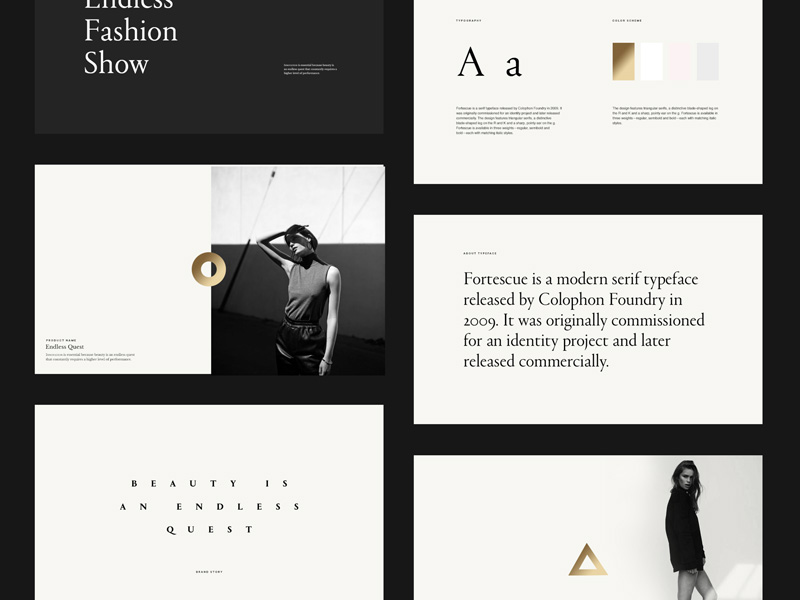 Endless
Fashion
Show
is essential because beauty is
an endless quest that constantly requires a
higher level of performance.
PRODUCT NAME
Endless Quest
is essential because beauty is an endless quest
that constantly requires a higher level of performance.
BEAUTY IS
AN ENDLESS
QUEST
BRAND STORY
TYPOGRAPHY
A a
Fortescue is a serif typeface released by Colophon Foundry in 2009. It
was originally commissioned for an identity project and later released
commercially. The design features triangular serifs, a distinctive
blade-shaped leg on the R and K and a sharp, pointy ear on the g.
Fortescue is available in three weights - regular, semibold and
bold - each with matching italic styles.
COLOR SCHEME
The design features triangular serifs, a distinctive blade-shaped leg on
the R and K and a sharp, pointy ear on the g. Fortescue is available in
three weights - regular, semibold and bold - each with matching italic
styles.
ABOUT TYPEFACE
Fortescue is a modern serif typeface
released by Colophon Foundry in
2009. It was originally commissioned
for an identity project and later
released commercially.